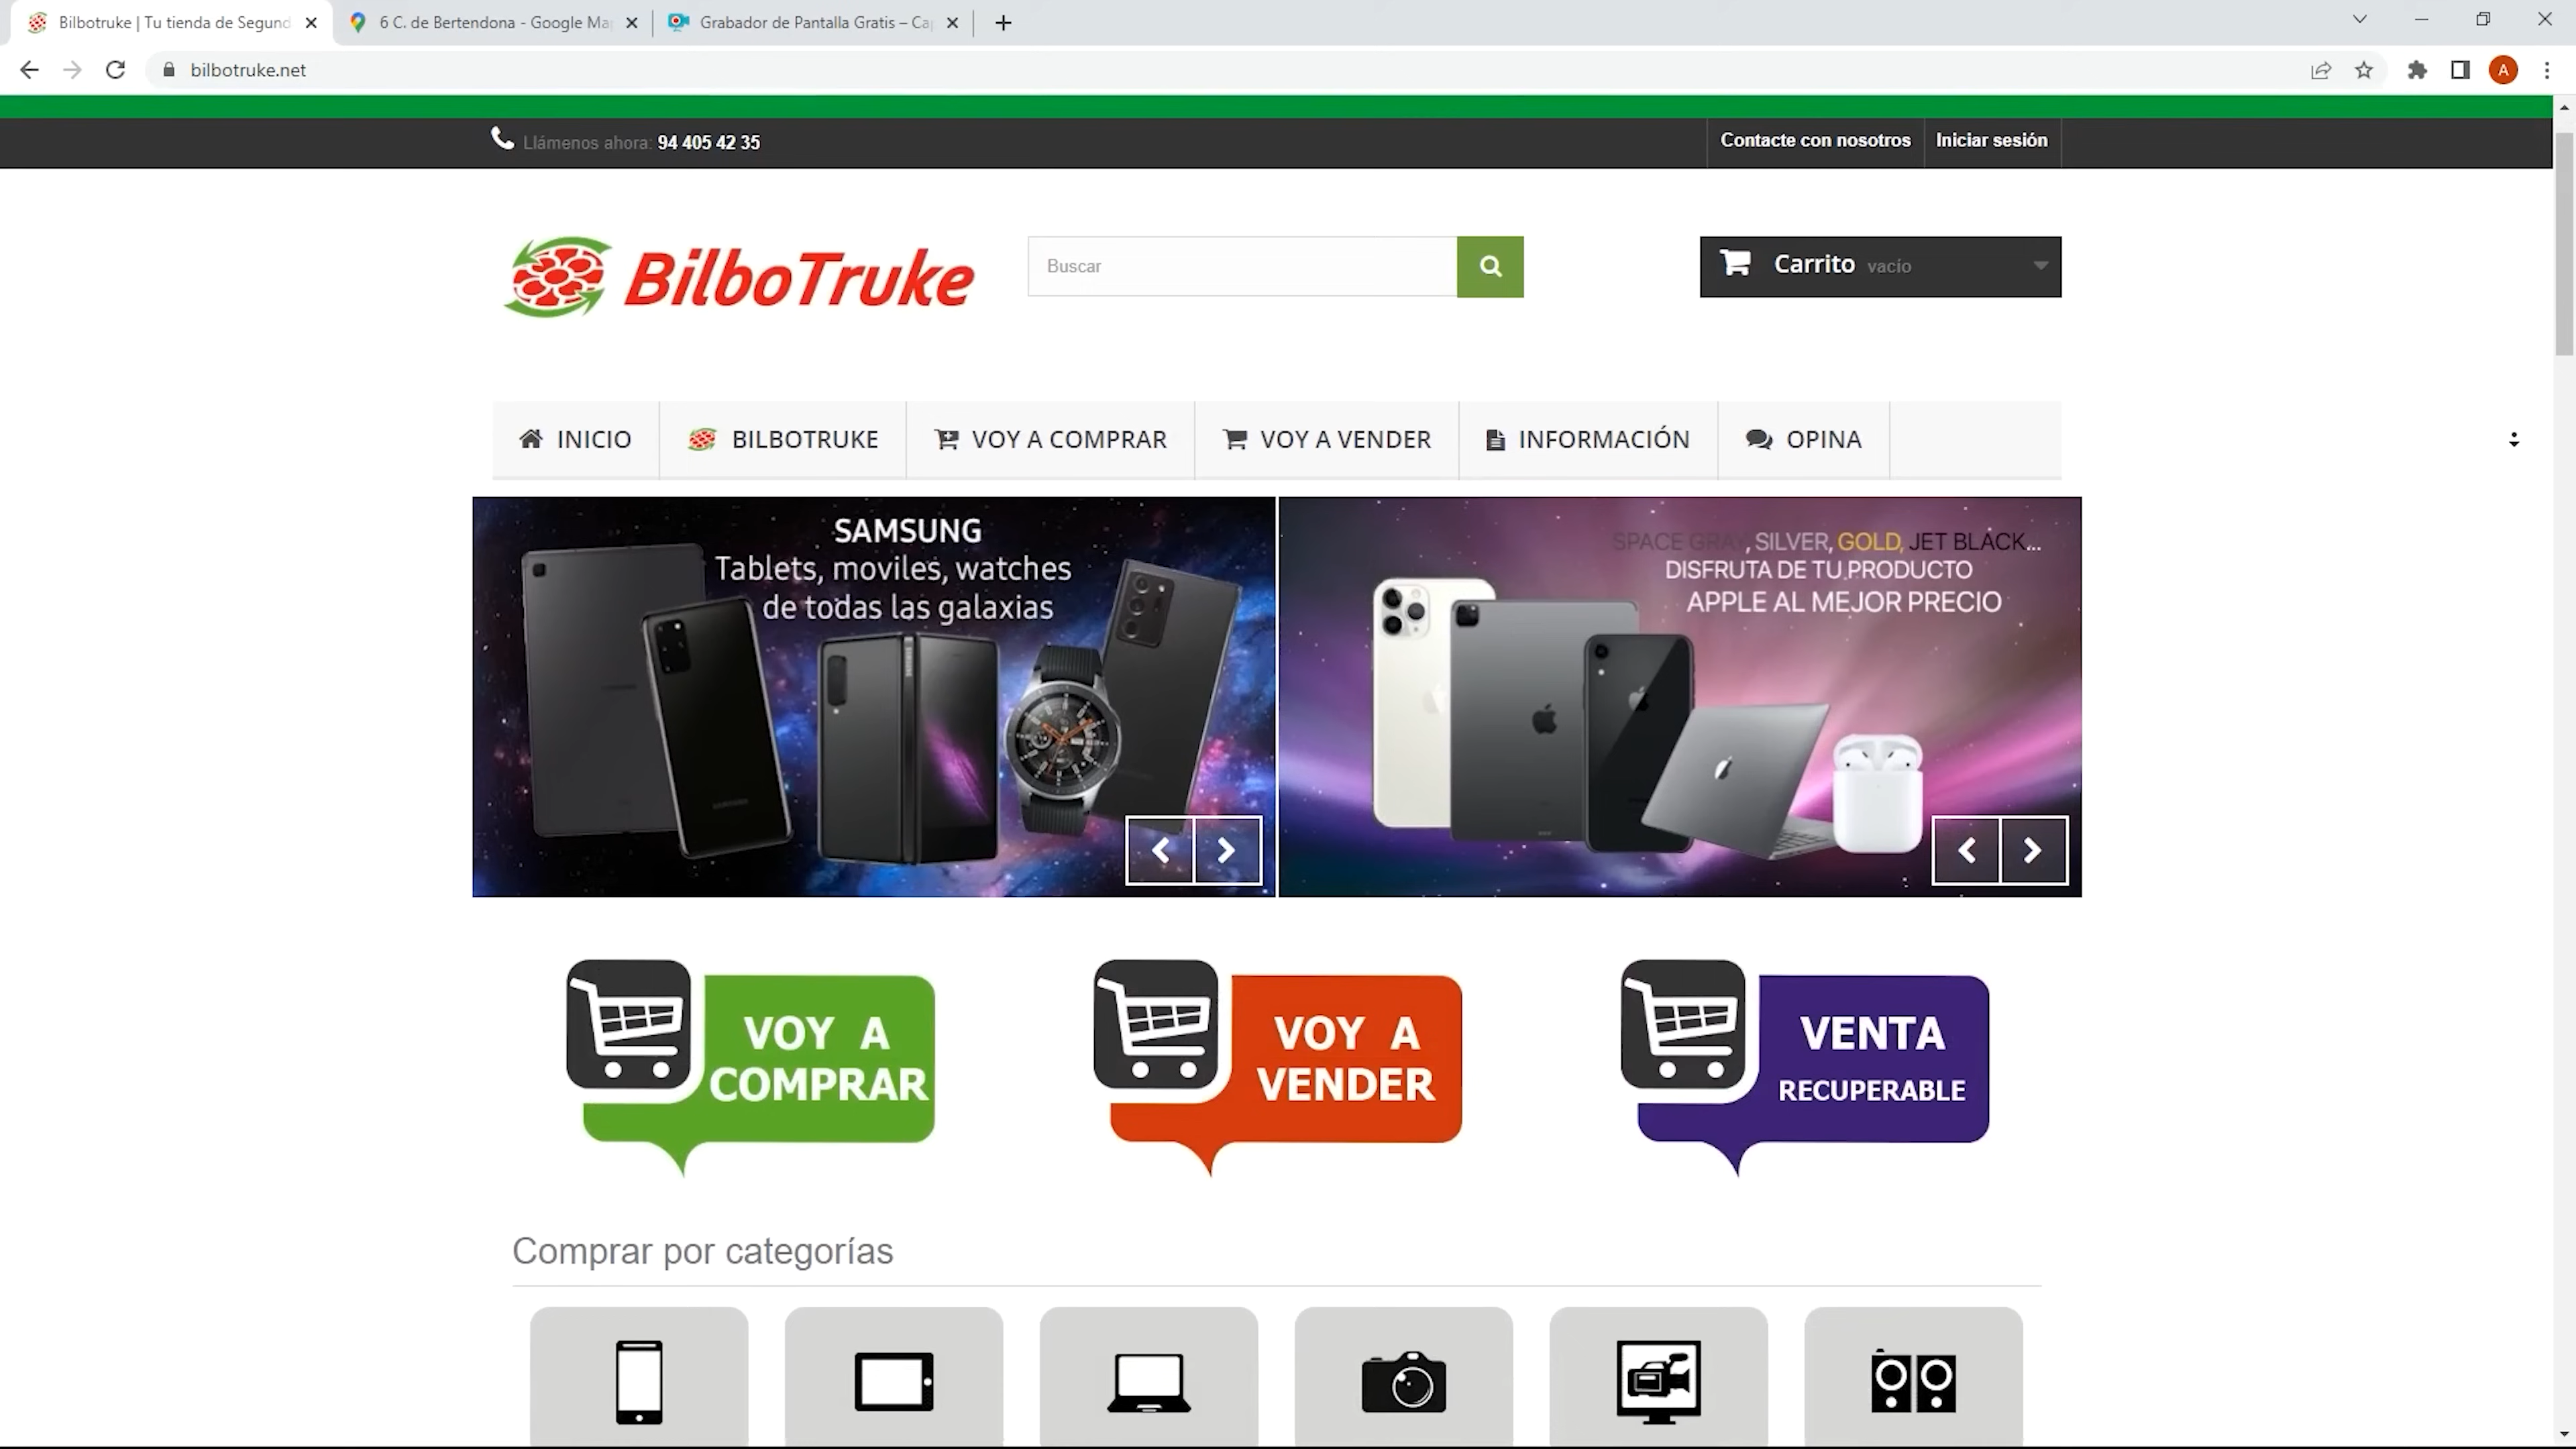 Bilbotruke | Tu tienda de Segund
6 C. de Bertendona - Google Ma
Grabador de Pantalla Gratis – Ca
bilbotruke.net
A
Llámenos ahora: 94 405 42 35
Contacte con nosotros
Iniciar sesión
BilboTruke
Buscar
Carrito vacío
INICIO
BILBOTRUKE
VOY A COMPRAR
VOY A VENDER
INFORMACIÓN
OPINA
SAMSUNG
Tablets, moviles, watches
de todas las galaxias
SAMSUNG
SPACE GRAY, SILVER, GOLD, JET BLACK...
DISFRUTA DE TU PRODUCTO
APPLE AL MEJOR PRECIO
VOY A
COMPRAR
VOY A
VENDER
VENTA
RECUPERABLE
Comprar por categorías